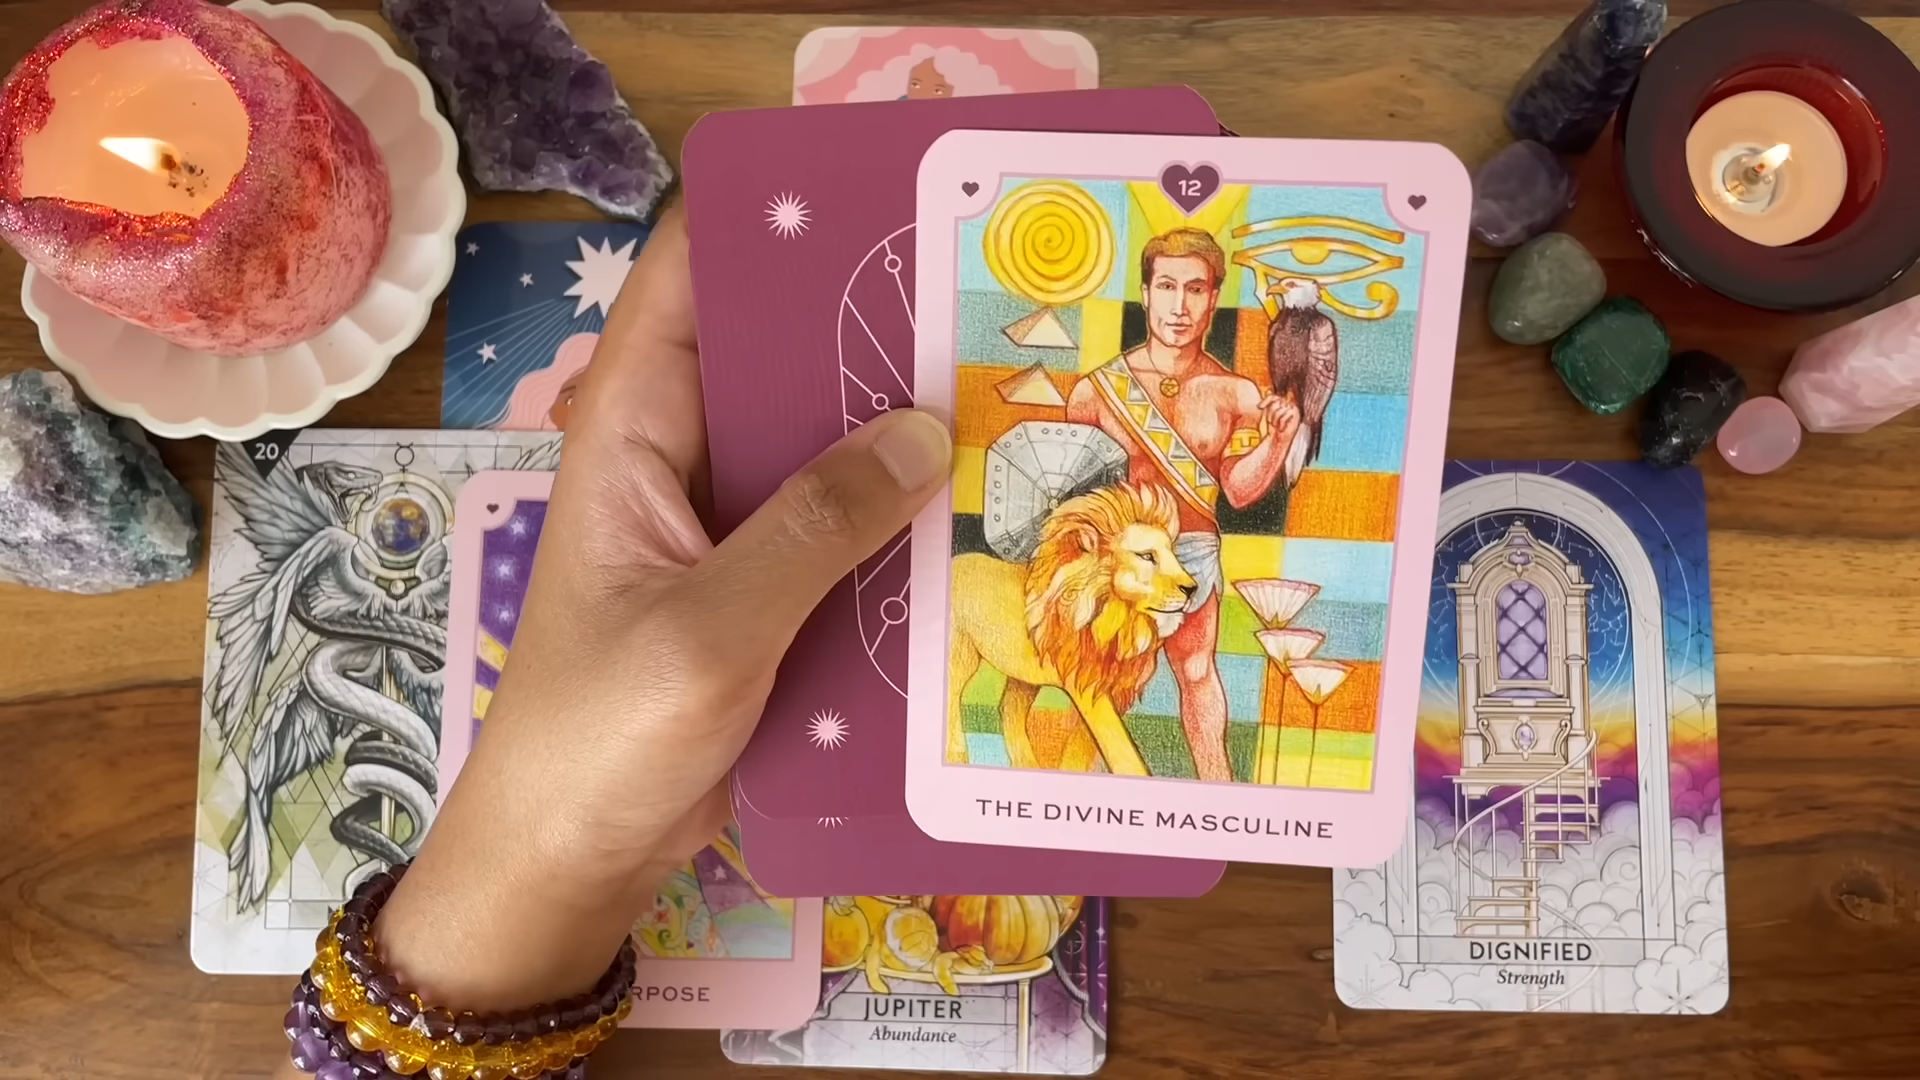 12
THE DIVINE MASCULINE
20
RPOSE
JUPITER
Abundance
DIGNIFIED
Strength